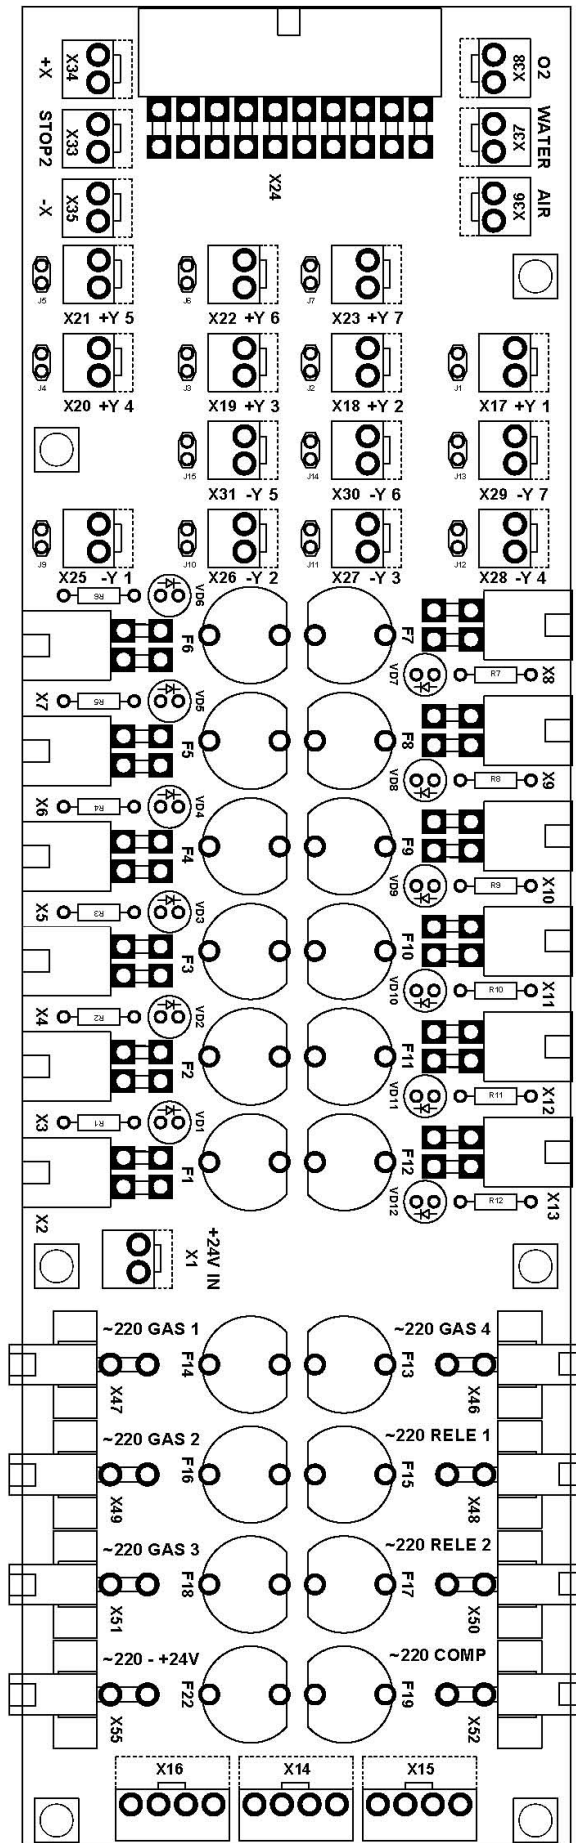 +X
X34
X38
O2
STOP2
X33
X37
WATER
-X
X35
X24
X36
AIR
J5
J6
J7
X21 +Y 5
X22 +Y 6
X23 +Y 7
J4
J3
J2
J1
X20 +Y 4
X19 +Y 3
X18 +Y 2
X17 +Y 1
J15
J14
J13
X31 -Y 5
X30 -Y 6
X29 -Y 7
J9
J10
J11
J12
X25 -Y 1
X26 -Y 2
X27 -Y 3
X28 -Y 4
R6
VD6
F6
F7
VD7
R7
X8
X7
R5
VD5
F5
F8
VD8
R8
X9
X6
R4
VD4
F4
F9
VD9
R9
X10
X5
R3
VD3
F3
F10
VD10
R10
X11
X4
R2
VD2
F2
F11
VD11
R11
X12
X3
R1
VD1
F1
F12
VD12
R12
X13
X2
X1
+24V IN
~220 GAS 1
~220 GAS 4
F14
F13
X47
X46
~220 GAS 2
~220 RELE 1
F16
F15
X49
X48
~220 GAS 3
~220 RELE 2
F18
F17
X51
X50
~220 - +24V
~220 COMP
F22
F19
X55
X52
X16
X14
X15